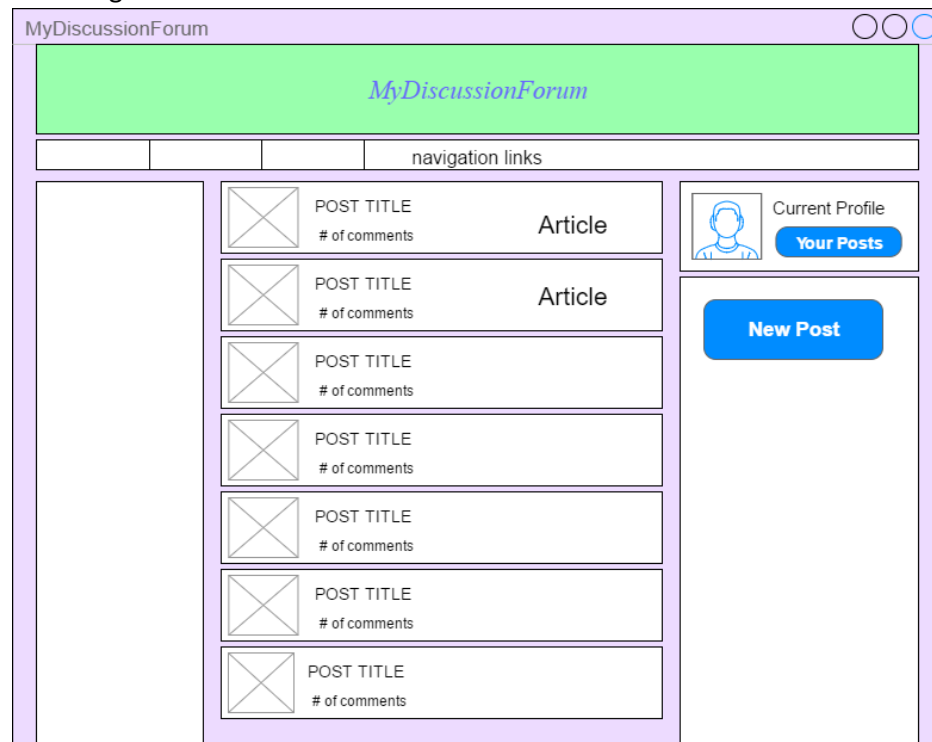 MyDiscussionForum
MyDiscussionForum
navigation links
POST TITLE
# of comments
Article
POST TITLE
# of comments
Article
POST TITLE
# of comments
POST TITLE
# of comments
POST TITLE
# of comments
POST TITLE
# of comments
POST TITLE
# of comments
Current Profile
Your Posts
New Post